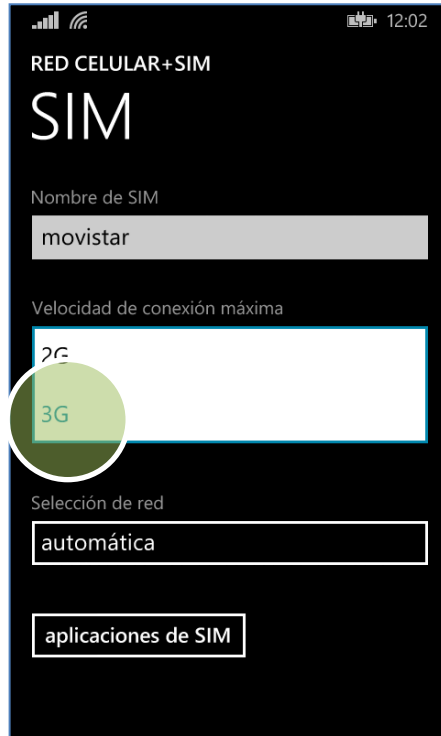 12:02
RED CELULAR+SIM
SIM
Nombre de SIM
movistar
Velocidad de conexión máxima
2G
3G
Selección de red
automática
aplicaciones de SIM